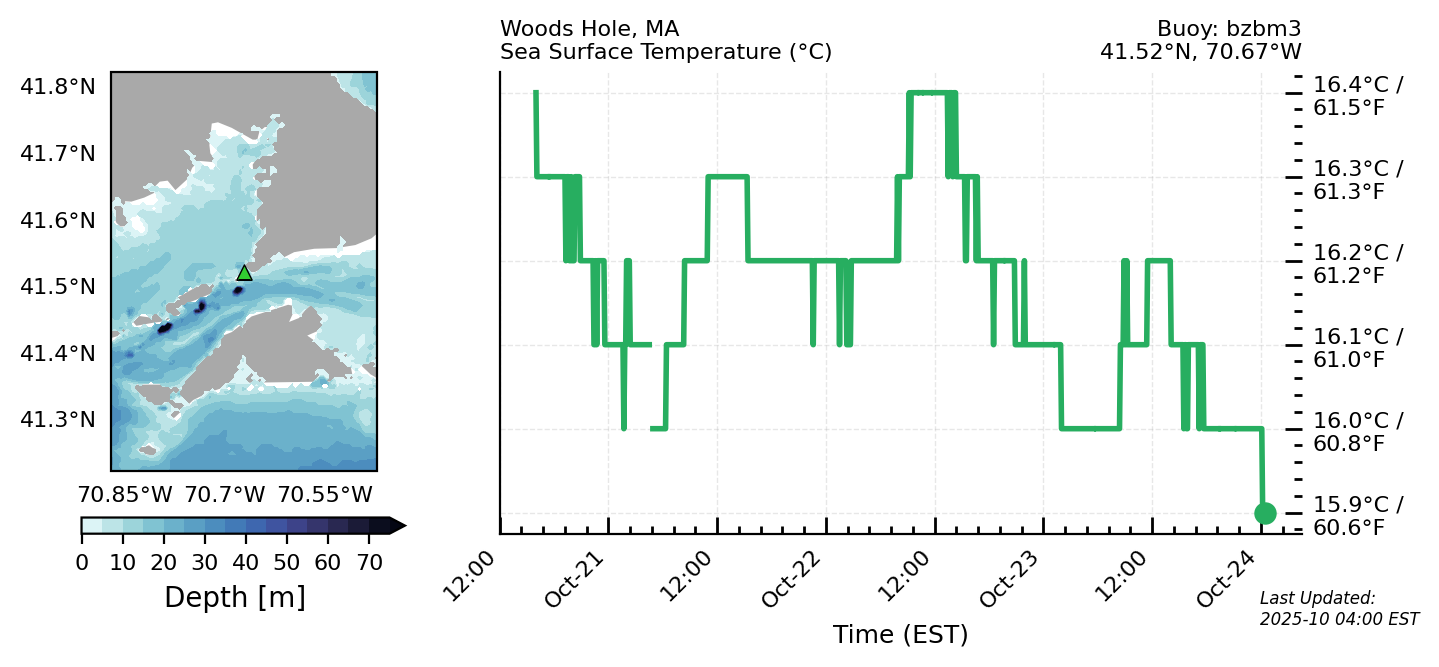 Woods Hole, MA
Sea Surface Temperature (°C)
Buoy: bzbm3
41.52°N, 70.67°W
41.8°N
41.7°N
41.6°N
41.5°N
41.4°N
41.3°N
70.85°W 70.7°W 70.55°W
0 10 20 30 40 50 60 70
Depth [m]
16.4°C /
61.5°F
16.3°C /
61.3°F
16.2°C /
61.2°F
16.1°C /
61.0°F
16.0°C /
60.8°F
15.9°C /
60.6°F
12:00 Oct-21 12:00 Oct-22 12:00 Oct-23 12:00 Oct-24
Time (EST)
Last Updated:
2025-10 04:00 EST